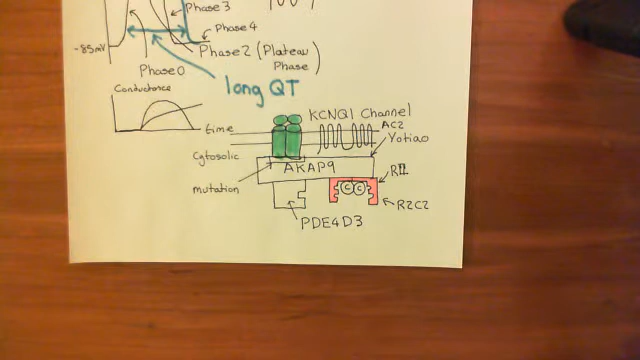 Phase 3
Phase 4
-85mV
Phase 2 (Plateau
Phase)
Phase 0
long QT
Conductance
time
KCNQ1 Channel
AC2
Yotiao
Cytosolic
AKAP9
RII
mutation
C C
R2C2
PDE4D3